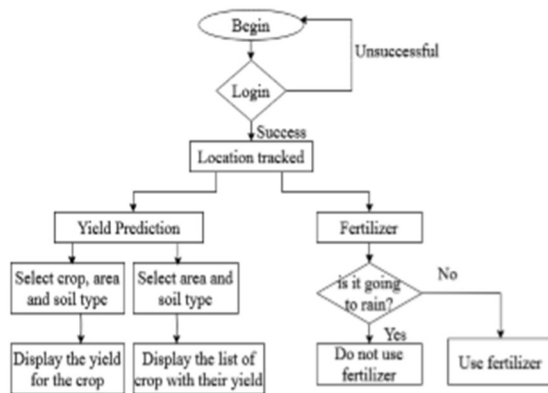 Begin
Unsuccessful
Login
Success
Location tracked
Yield Prediction
Fertilizer
Select crop, area
and soil type
Select area and
soil type
is it going
to rain?
No
Yes
Display the yield
for the crop
Display the list of
crop with their yield
Do not use
fertilizer
Use fertilizer